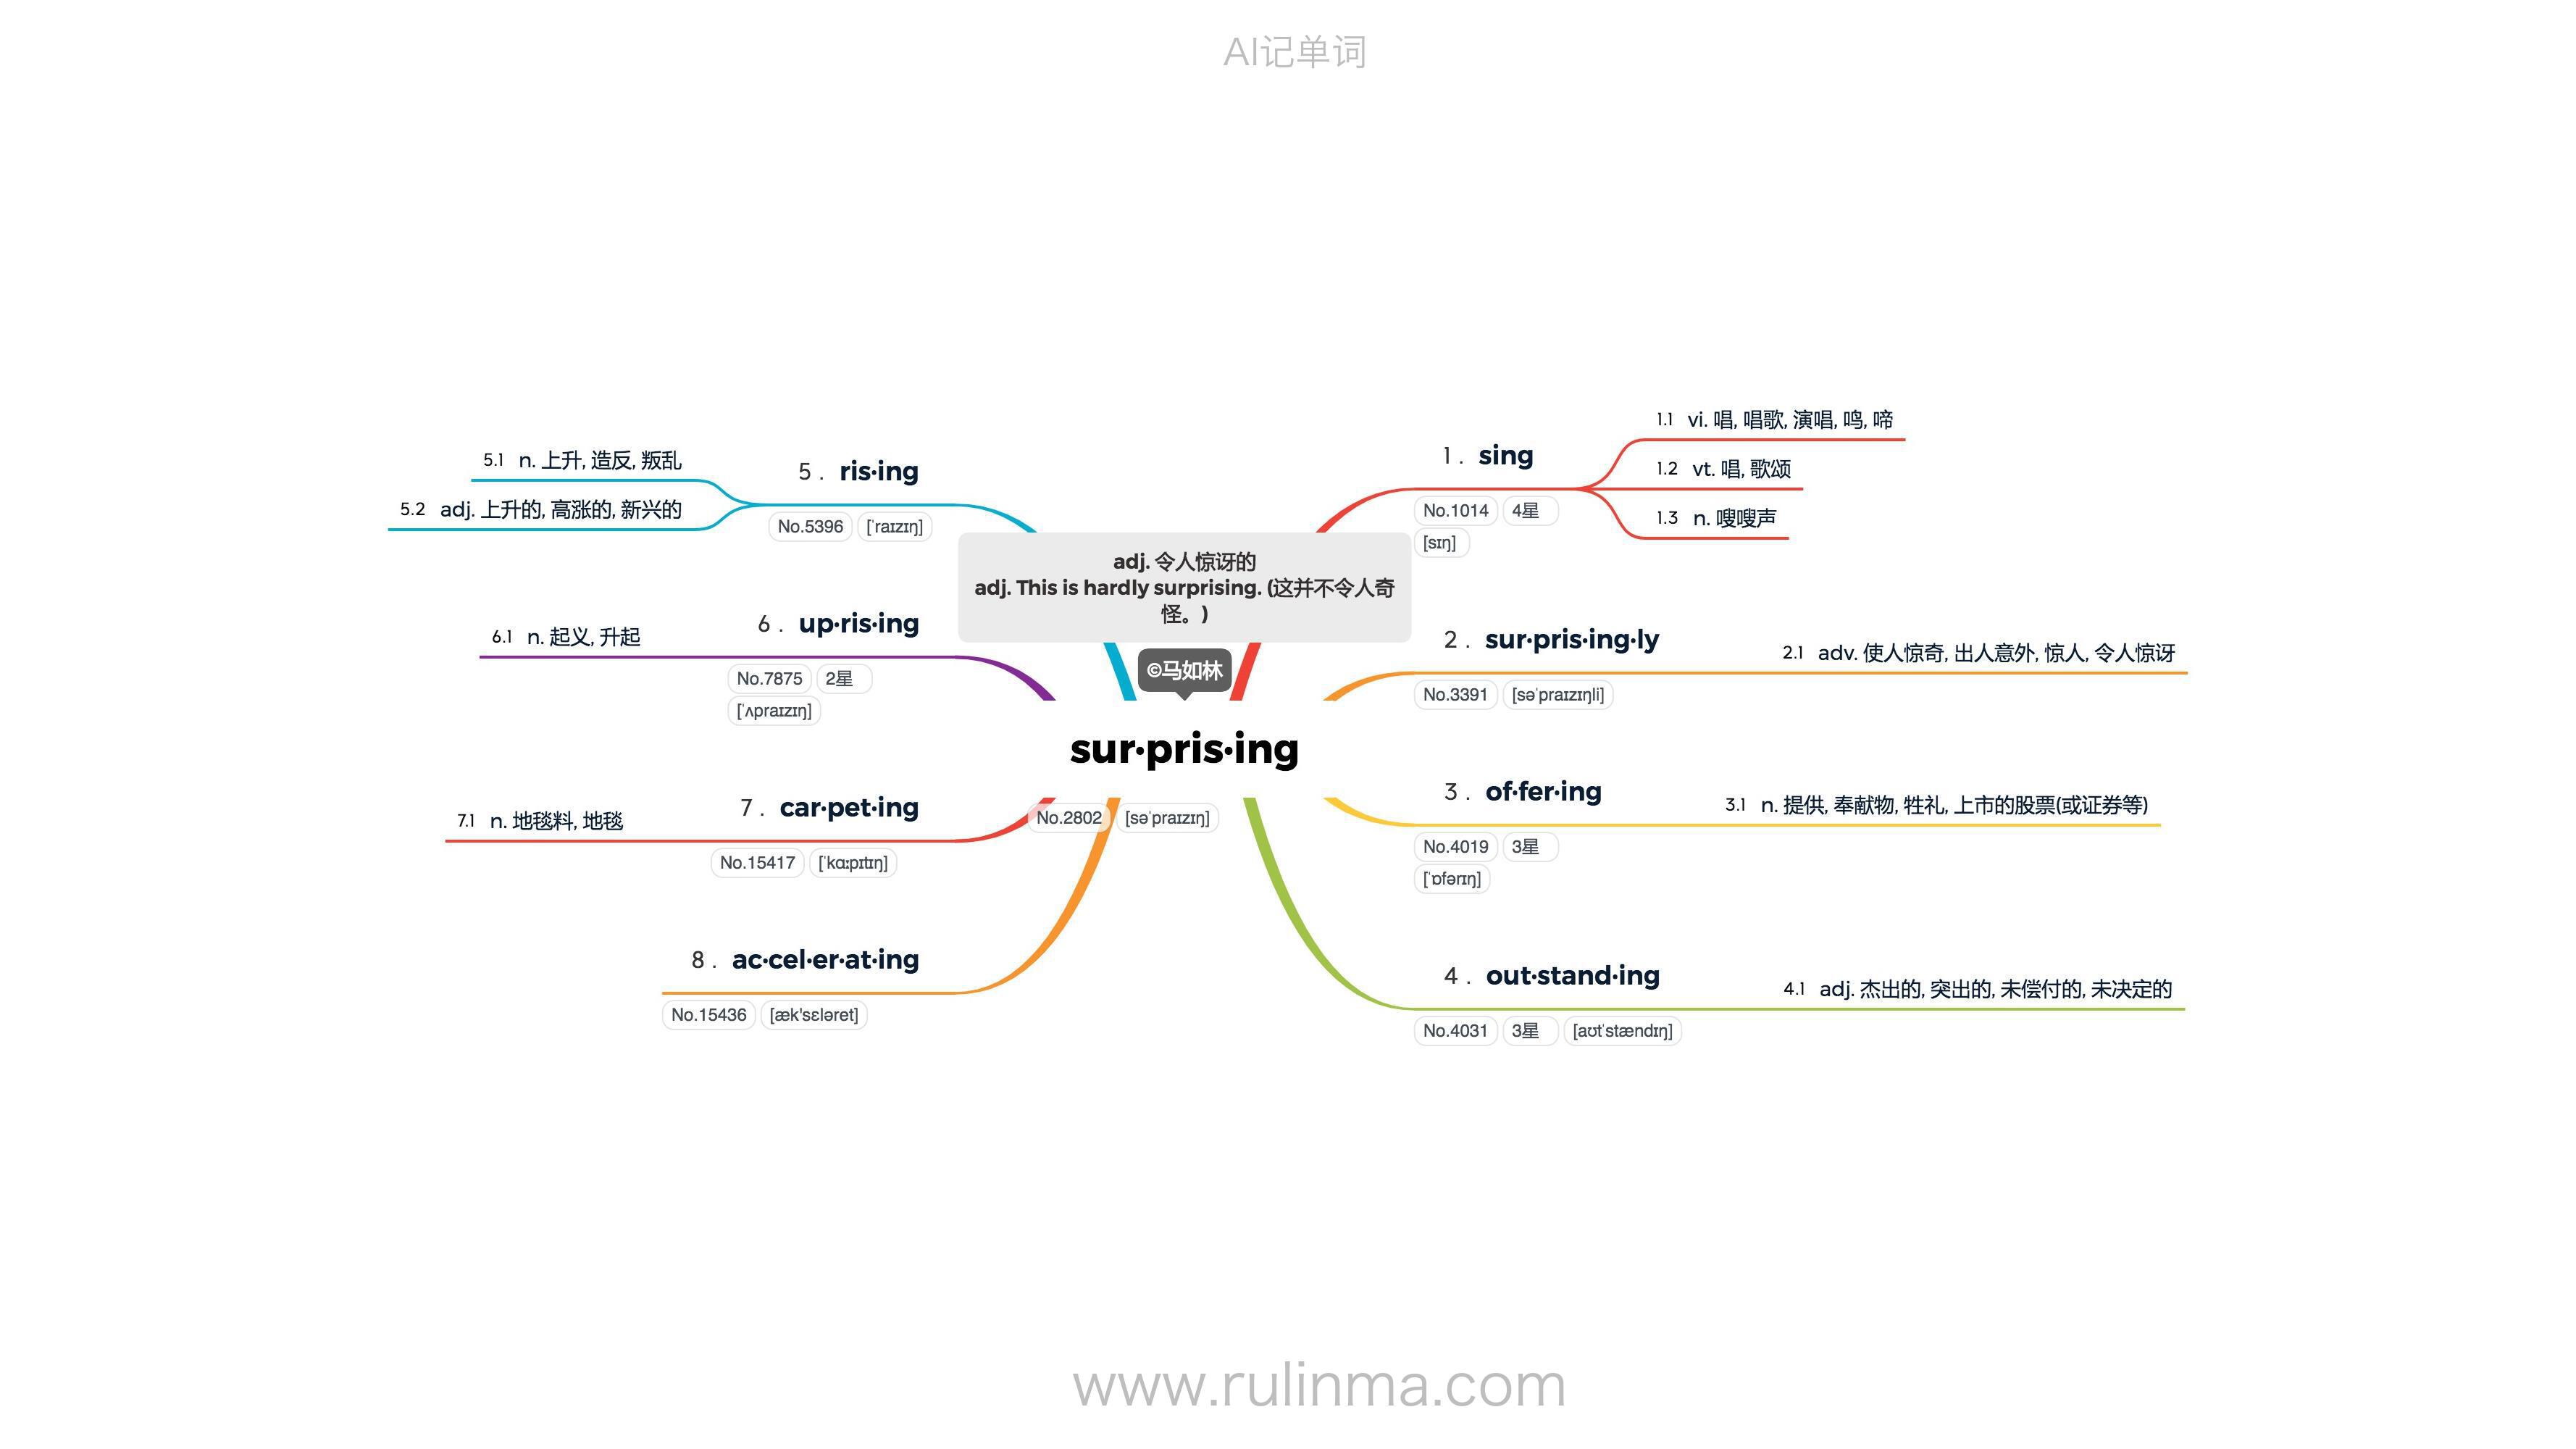 AI记单词
adj. 令人惊讶的
adj. This is hardly surprising. (这并不令人奇
怪。)
©马如林
sur·pris·ing
No.2802 [səˈpraɪzɪŋ]
1 . sing
No.1014 4星
[sɪŋ]
1.1 vi. 唱, 唱歌, 演唱, 鸣, 啼
1.2 vt. 唱, 歌颂
1.3 n. 嗖嗖声
2 . sur·pris·ing·ly
No.3391 [səˈpraɪzɪŋli]
2.1 adv. 使人惊奇, 出人意外, 惊人, 令人惊讶
3 . of·fer·ing
No.4019 3星
[ˈɒfərɪŋ]
3.1 n. 提供, 奉献物, 牲礼, 上市的股票(或证券等)
4 . out·stand·ing
No.4031 3星 [aʊtˈstændɪŋ]
4.1 adj. 杰出的, 突出的, 未偿付的, 未决定的
5 . ris·ing
No.5396 [ˈraɪzɪŋ]
5.1 n. 上升, 造反, 叛乱
5.2 adj. 上升的, 高涨的, 新兴的
6 . up·ris·ing
No.7875 2星
[ˈʌpraɪzɪŋ]
6.1 n. 起义, 升起
7 . car·pet·ing
No.15417 [ˈkɑːpɪtɪŋ]
7.1 n. 地毯料, 地毯
8 . ac·cel·er·at·ing
No.15436 [æk'sɛləret]
www.rulinma.com